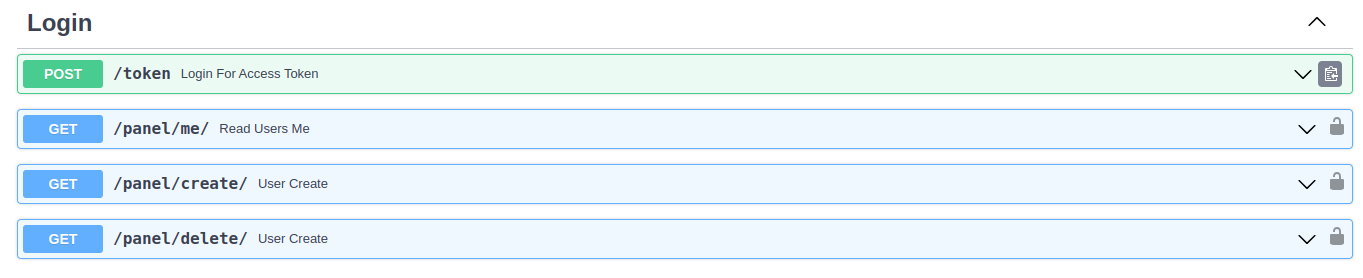 Login
POST /token Login For Access Token
GET /panel/me/ Read Users Me
GET /panel/create/ User Create
GET /panel/delete/ User Create